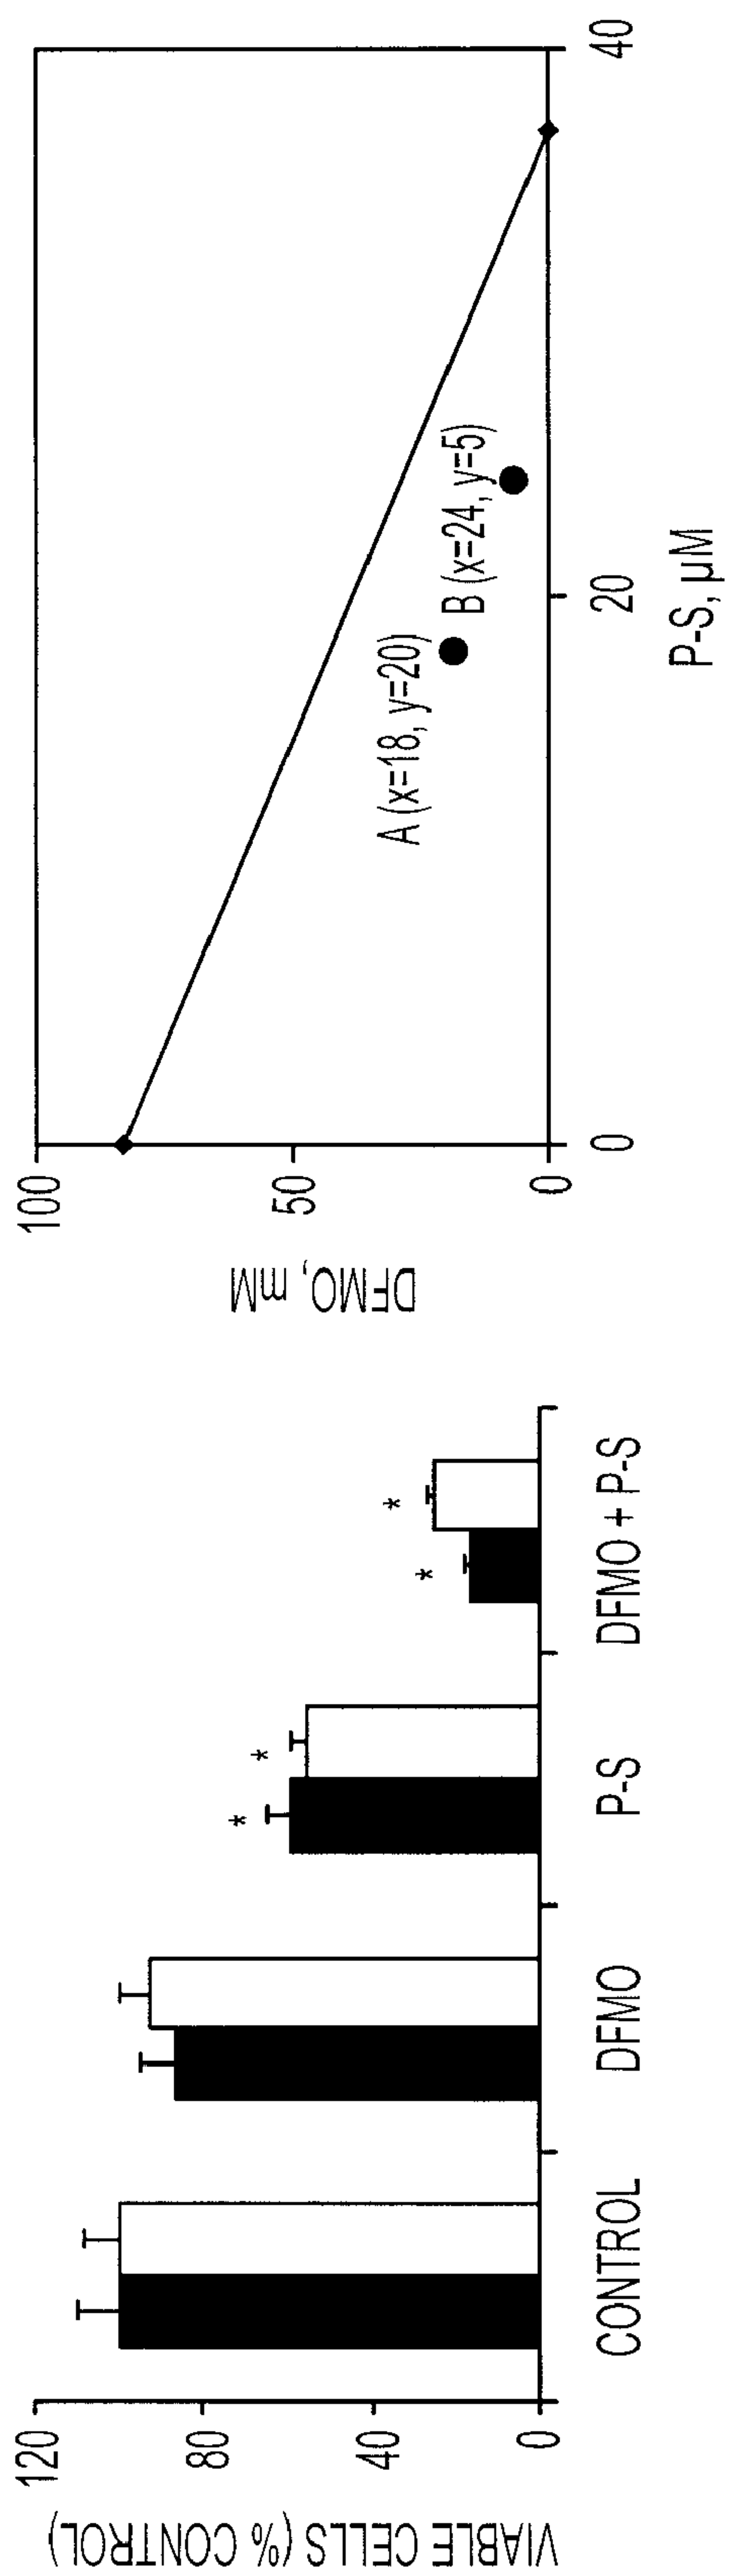 VIABLE CELLS (% CONTROL)
120
80
40
0
* * * *
CONTROL DFMO P-S DFMO + P-S
DFMO, mM
100
50
0
A (x=18, y=20)
B (x=24, y=5)
0 20 40
P-S, µM